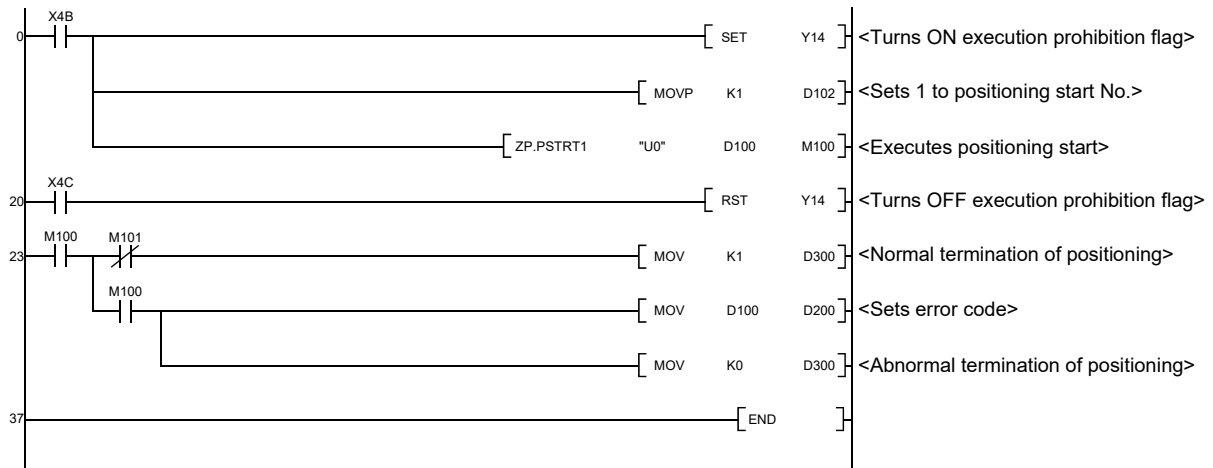 X4B
0 SET Y14 <Turns ON execution prohibition flag>
MOVP K1 D102 <Sets 1 to positioning start No.>
ZP.PSTRT1 "U0" D100 M100 <Executes positioning start>
X4C
20 RST Y14 <Turns OFF execution prohibition flag>
M100 M101
23 MOV K1 D300 <Normal termination of positioning>
M100
MOV D100 D200 <Sets error code>
MOV K0 D300 <Abnormal termination of positioning>
37 END